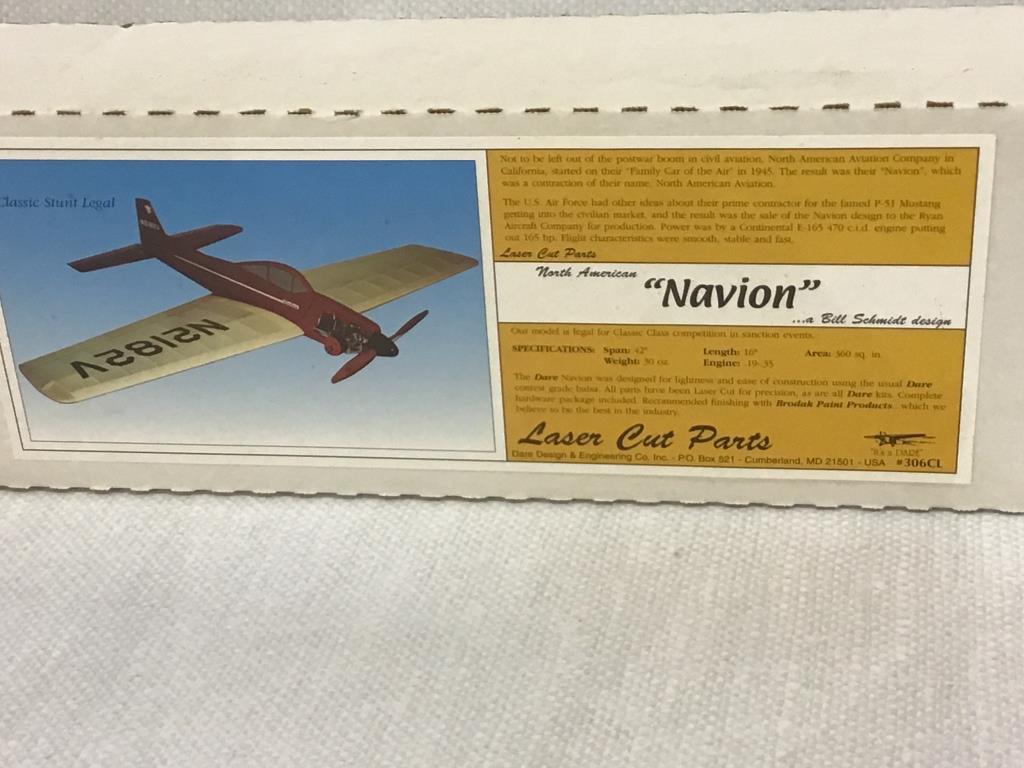 Classic Stunt Legal
N2182V
Not to be left out of the postwar boom in civil aviation, North American Aviation Company in
California, started on their "Family Car of the Air" in 1945. The result was their "Navion", which
was a contraction of their name, North American Aviation.
The U.S. Air Force had other ideas about their prime contractor for the famed P-51 Mustang
getting into the civilian market, and the result was the sale of the Navion design to the Ryan
Aircraft Company for production. Power was by a Continental E-165 470 c.i.d. engine putting
out 165 hp. Flight characteristics were smooth, stable and fast.
Laser Cut Parts
North American
“Navion”
...a Bill Schmidt design
Our model is legal for Classic Class competition in sanction events.
SPECIFICATIONS: Span: 42" Length: Area: 360 sq. in.
Weight: 30 oz. Engine: .19-.35
The Dare Navion was designed for lightness and ease of construction using the usual Dare
contest grade balsa. All parts have been Laser Cut for precision, as are all Dare kits. Complete
hardware package included. Recommended finishing with Brodak Paint Products which we
believe to be the best in the industry.
Laser Cut Parts
"It's a DARE"
Dare Design & Engineering Co, Inc. - P.O. Box 521 - Cumberland, MD 21501 - USA #306CL